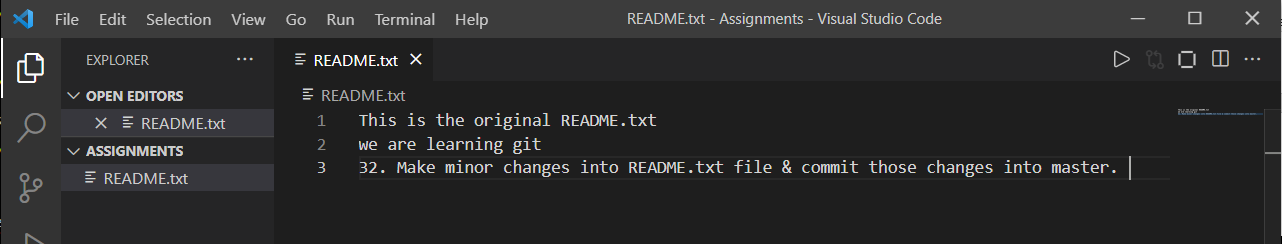 File Edit Selection View Go Run Terminal Help README.txt - Assignments - Visual Studio Code
EXPLORER ···
README.txt
OPEN EDITORS
README.txt
ASSIGNMENTS
README.txt
README.txt
1 This is the original README.txt
2 we are learning git
3 32. Make minor changes into README.txt file & commit those changes into master.